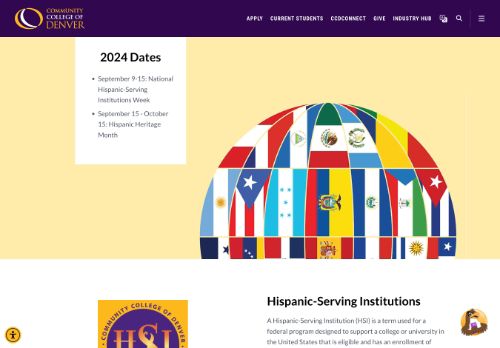 COMMUNITY
COLLEGE OF
DENVER
APPLY CURRENT STUDENTS CCDCONNECT GIVE INDUSTRY HUB
2024 Dates
September 9-15: National
Hispanic-Serving
Institutions Week
September 15 - October
15: Hispanic Heritage
Month
Hispanic-Serving Institutions
COMMUNITY COLLEGE OF DENVER
HSI
A Hispanic-Serving Institution (HSI) is a term used for a
federal program designed to support a college or university in
the United States that is eligible and has an enrollment of